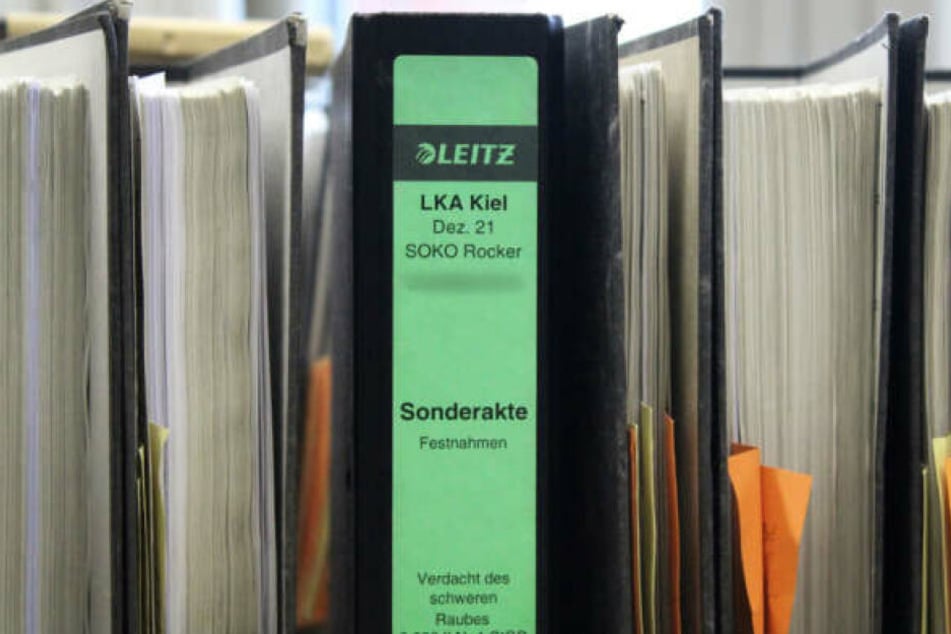 LEITZ
LKA Kiel
Dez. 21
SOKO Rocker
Sonderakte
Festnahmen
Verdacht des
schweren
Raubes